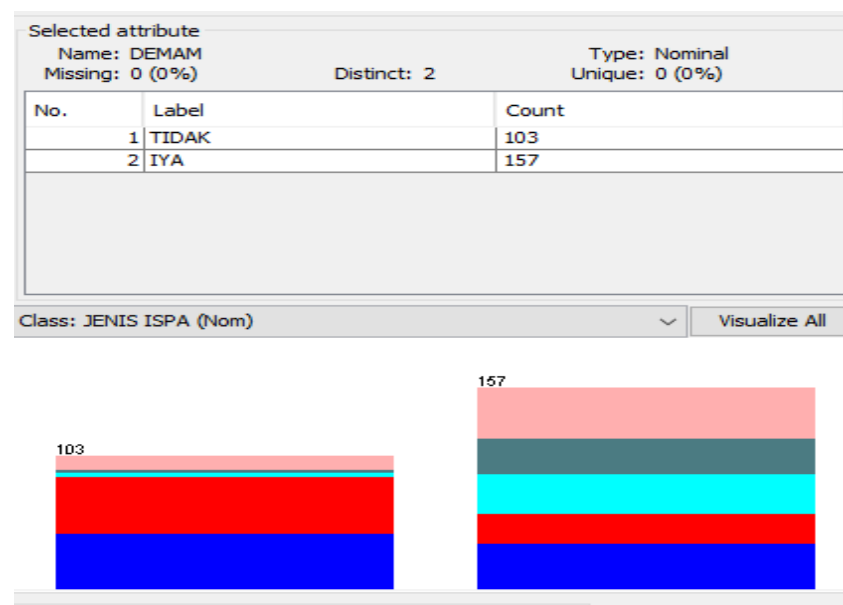 Selected attribute
Name: DEMAM Type: Nominal
Missing: 0 (0%) Distinct: 2 Unique: 0 (0%)
No. Label Count
1 TIDAK 103
2 IYA 157
Class: JENIS ISPA (Nom) Visualize All
157
103